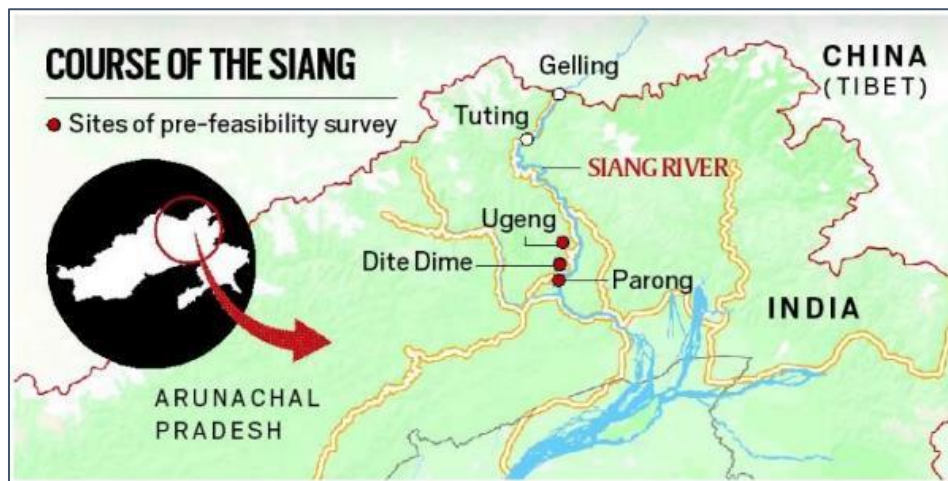 COURSE OF THE SIANG
Sites of pre-feasibility survey
Gelling
CHINA
(TIBET)
Tuting
SIANG RIVER
Ugeng
Dite Dime
Parong
INDIA
ARUNACHAL
PRADESH